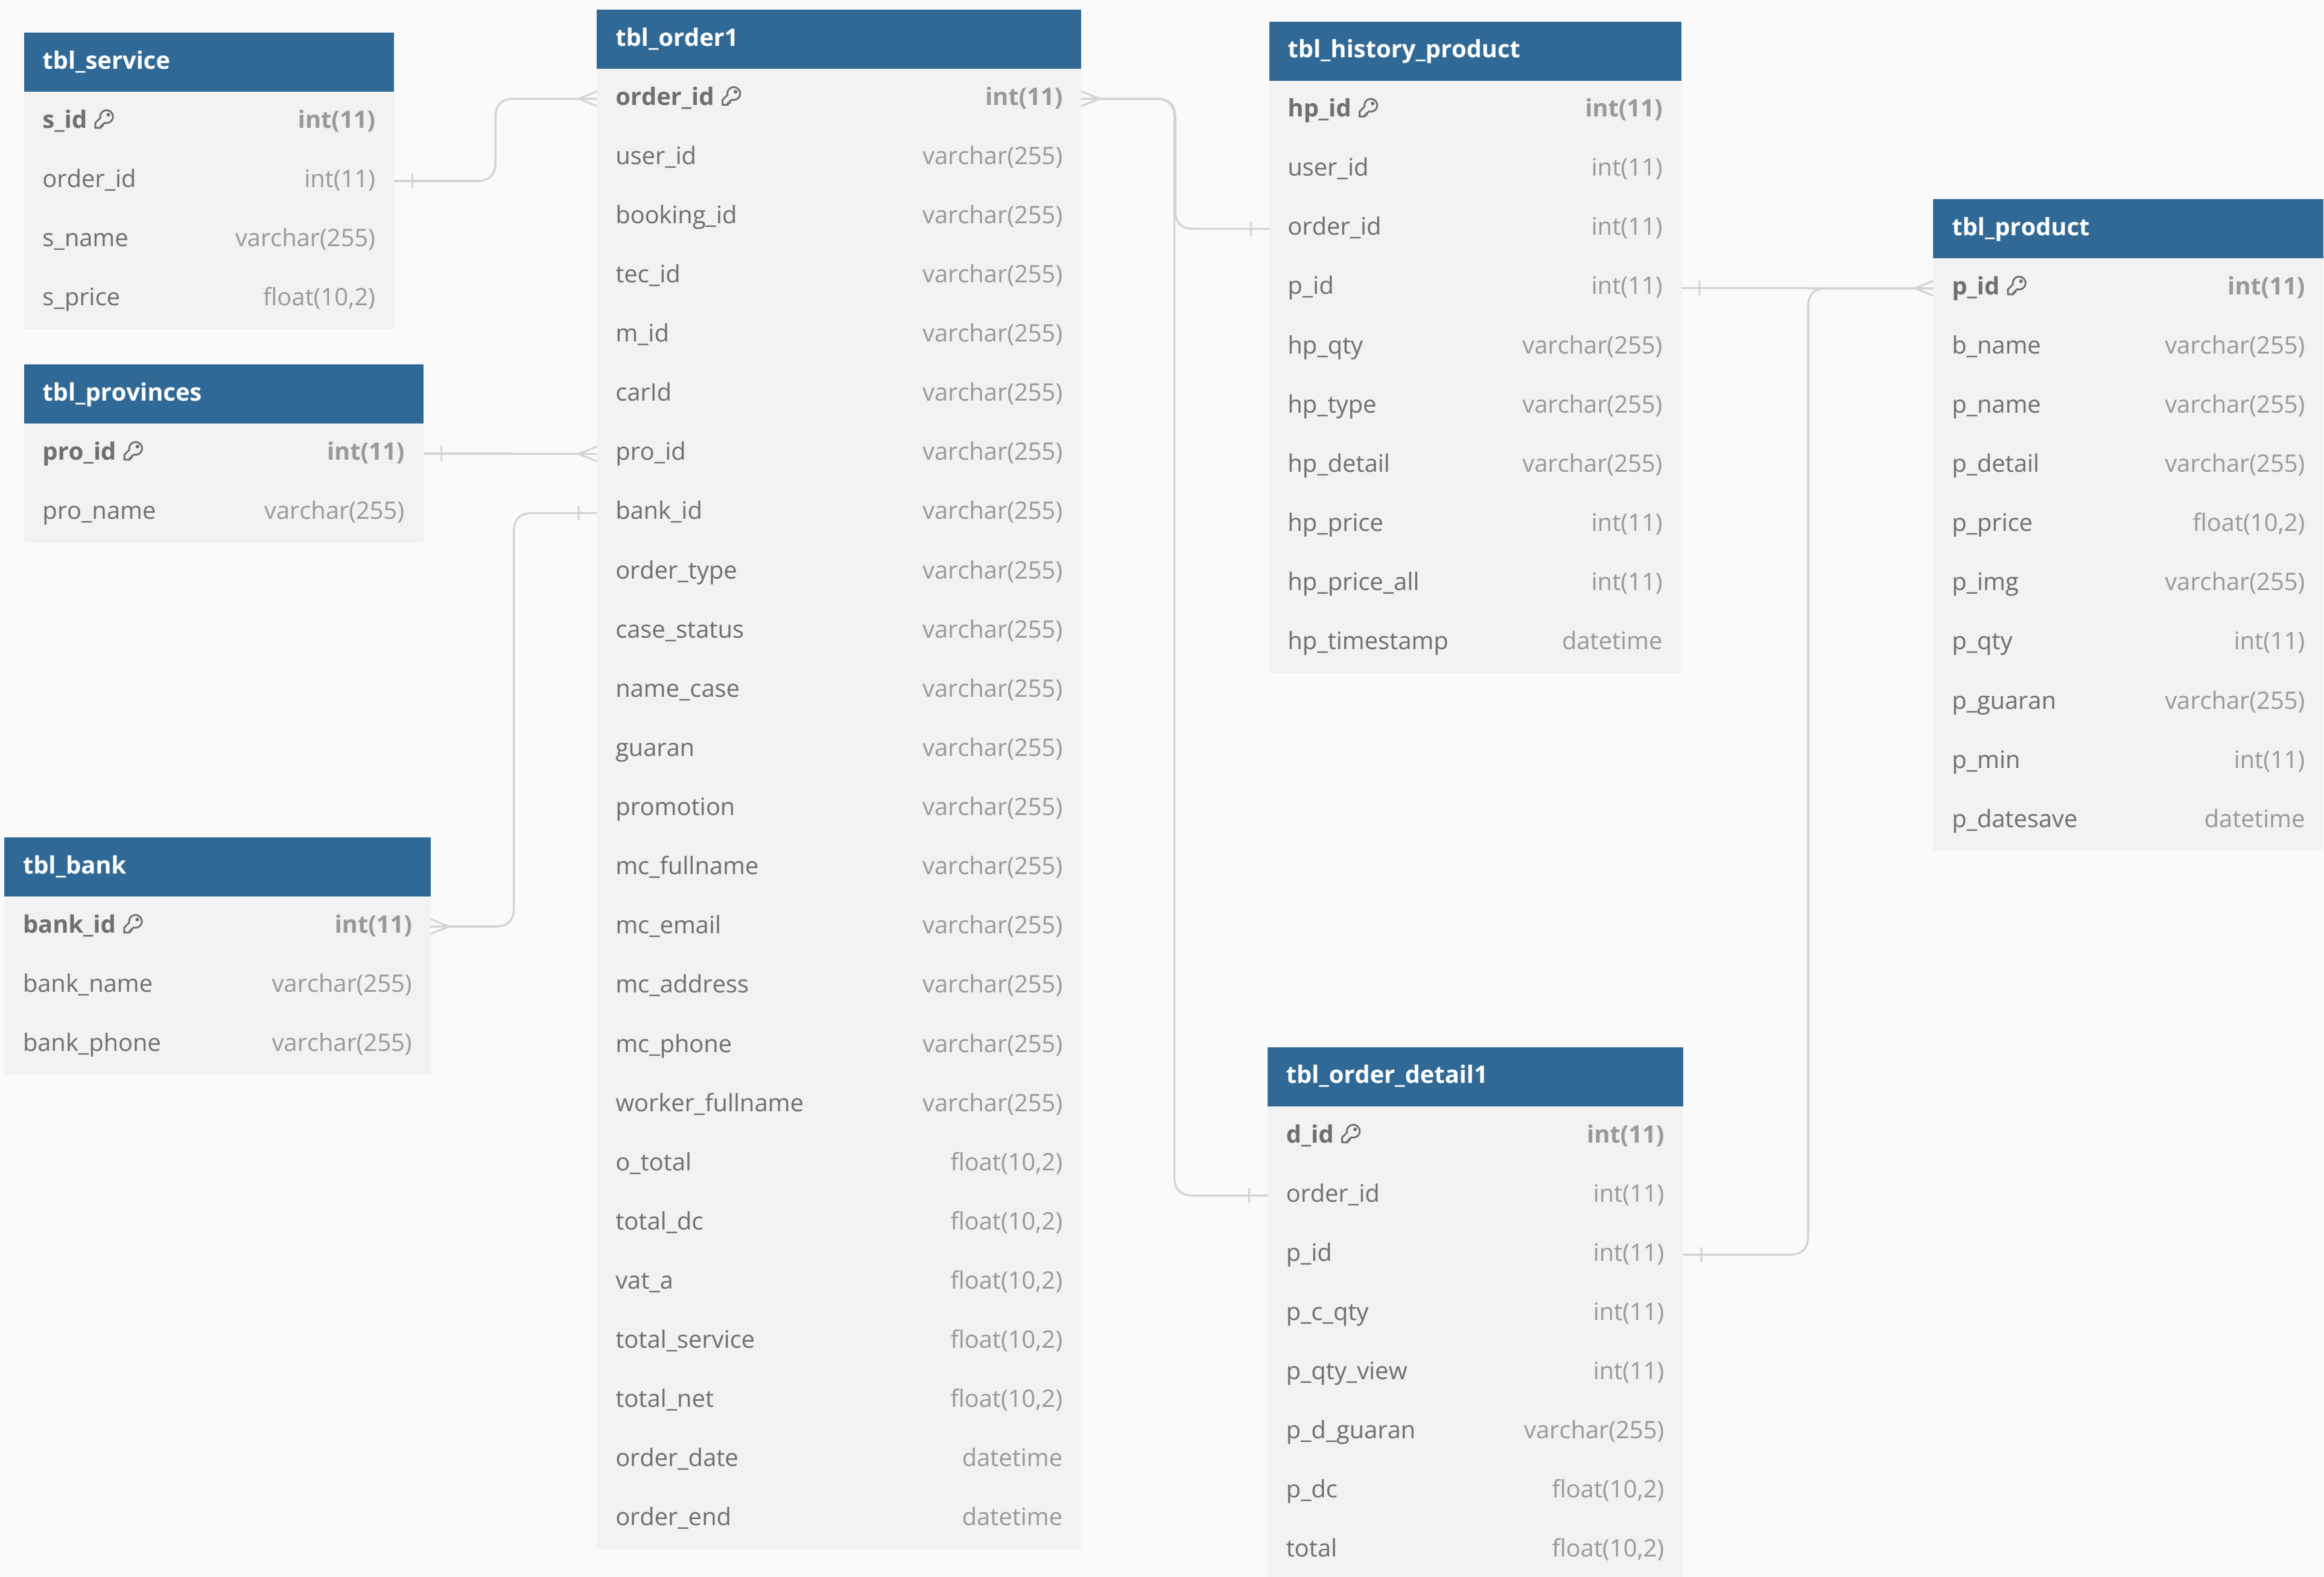 tbl_service
s_id int(11)
order_id int(11)
s_name varchar(255)
s_price float(10,2)
tbl_provinces
pro_id int(11)
pro_name varchar(255)
tbl_bank
bank_id int(11)
bank_name varchar(255)
bank_phone varchar(255)
tbl_order1
order_id int(11)
user_id varchar(255)
booking_id varchar(255)
tec_id varchar(255)
m_id varchar(255)
carId varchar(255)
pro_id varchar(255)
bank_id varchar(255)
order_type varchar(255)
case_status varchar(255)
name_case varchar(255)
guaran varchar(255)
promotion varchar(255)
mc_fullname varchar(255)
mc_email varchar(255)
mc_address varchar(255)
mc_phone varchar(255)
worker_fullname varchar(255)
o_total float(10,2)
total_dc float(10,2)
vat_a float(10,2)
total_service float(10,2)
total_net float(10,2)
order_date datetime
order_end datetime
tbl_history_product
hp_id int(11)
user_id int(11)
order_id int(11)
p_id int(11)
hp_qty varchar(255)
hp_type varchar(255)
hp_detail varchar(255)
hp_price int(11)
hp_price_all int(11)
hp_timestamp datetime
tbl_order_detail1
d_id int(11)
order_id int(11)
p_id int(11)
p_c_qty int(11)
p_qty_view int(11)
p_d_guaran varchar(255)
p_dc float(10,2)
total float(10,2)
tbl_product
p_id int(11)
b_name varchar(255)
p_name varchar(255)
p_detail varchar(255)
p_price float(10,2)
p_img varchar(255)
p_qty int(11)
p_guaran varchar(255)
p_min int(11)
p_datesave datetime